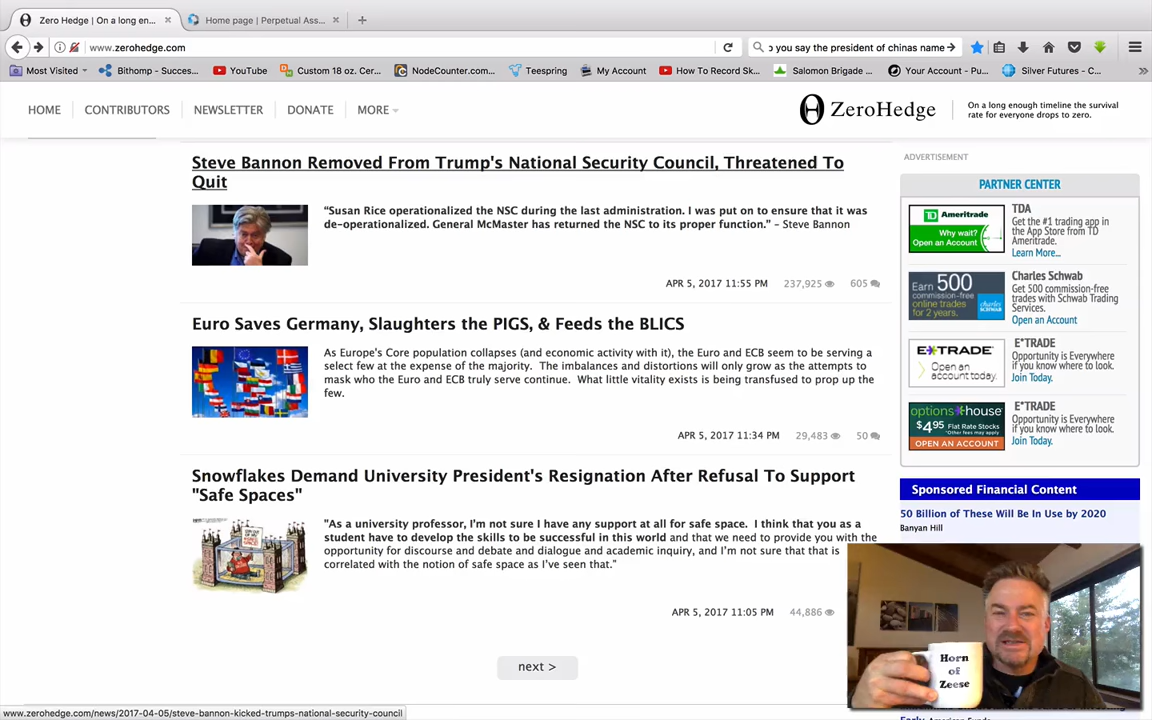 Zero Hedge | On a long en...
Home page | Perpetual Ass...
www.zerohedge.com
o you say the president of chinas name
Most Visited
Bithomp - Succes...
YouTube
Custom 18 oz. Cer...
NodeCounter.com...
Teespring
My Account
How To Record Sk...
Salomon Brigade ...
Your Account - Pu...
Silver Futures - C...
HOME
CONTRIBUTORS
NEWSLETTER
DONATE
MORE
ZeroHedge
On a long enough timeline the survival
rate for everyone drops to zero.
Steve Bannon Removed From Trump's National Security Council, Threatened To
Quit
“Susan Rice operationalized the NSC during the last administration. I was put on to ensure that it was
de-operationalized. General McMaster has returned the NSC to its proper function.” – Steve Bannon
APR 5, 2017 11:55 PM 237,925 605
Euro Saves Germany, Slaughters the PIGS, & Feeds the BLICS
As Europe's Core population collapses (and economic activity with it), the Euro and ECB seem to be serving a
select few at the expense of the majority. The imbalances and distortions will only grow as the attempts to
mask who the Euro and ECB truly serve continue. What little vitality exists is being transfused to prop up the
few.
APR 5, 2017 11:34 PM 29,483 50
Snowflakes Demand University President's Resignation After Refusal To Support
"Safe Spaces"
"As a university professor, I'm not sure I have any support at all for safe space. I think that you as a
student have to develop the skills to be successful in this world and that we need to provide you with the
opportunity for discourse and debate and dialogue and academic inquiry, and I'm not sure that that is
correlated with the notion of safe space as I've seen that."
APR 5, 2017 11:05 PM 44,886
next >
ADVERTISEMENT
PARTNER CENTER
Ameritrade
Why wait?
Open an Account
TDA
Get the #1 trading app in
the App Store from TD
Ameritrade.
Learn More...
Earn 500
commission-free
online trades
for 2 years.
Charles Schwab
Get 500 commission-free
trades with Schwab Trading
Services.
Open an Account
E*TRADE
Open an
account today.
E*TRADE
Opportunity is Everywhere
if you know where to look.
Join Today.
optionshouse
$4.95 Flat Rate Stocks
OPEN AN ACCOUNT
E*TRADE
Opportunity is Everywhere
if you know where to look.
Join Today.
Sponsored Financial Content
50 Billion of These Will Be In Use by 2020
Banyan Hill
Horn
of
Zeese
www.zerohedge.com/news/2017-04-05/steve-bannon-kicked-trumps-national-security-council